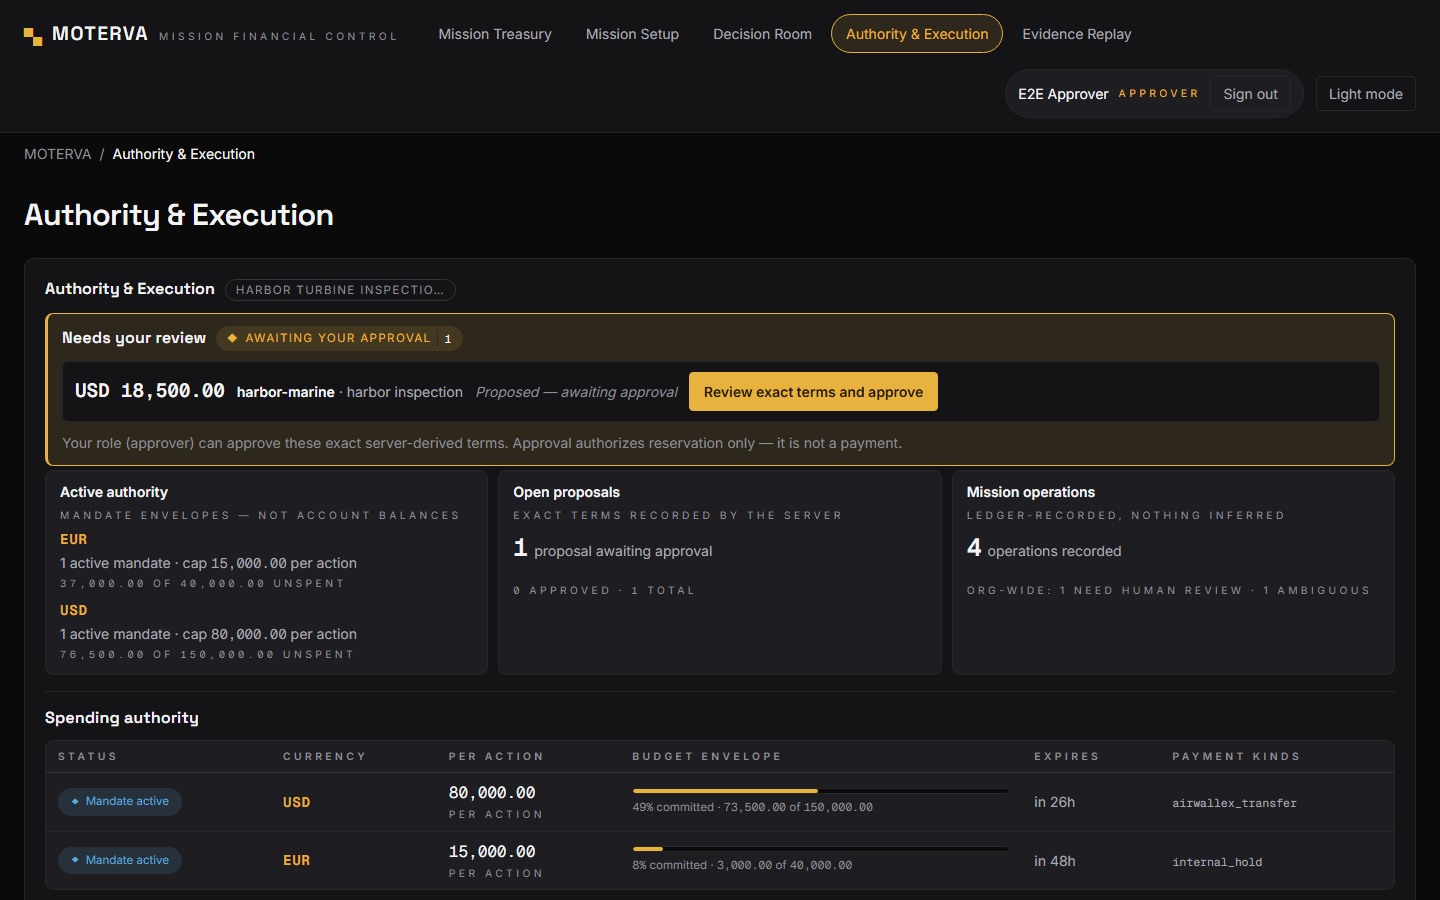 MOTERVA MISSION FINANCIAL CONTROL Mission Treasury Mission Setup Decision Room Authority & Execution Evidence Replay
E2E Approver APPROVER Sign out Light mode
MOTERVA / Authority & Execution
Authority & Execution
Authority & Execution HARBOR TURBINE INSPECTIO…
Needs your review ◆ AWAITING YOUR APPROVAL 1
USD 18,500.00 harbor-marine · harbor inspection Proposed — awaiting approval Review exact terms and approve
Your role (approver) can approve these exact server-derived terms. Approval authorizes reservation only — it is not a payment.
Active authority
MANDATE ENVELOPES — NOT ACCOUNT BALANCES
EUR
1 active mandate · cap 15,000.00 per action
37,000.00 OF 40,000.00 UNSPENT
USD
1 active mandate · cap 80,000.00 per action
76,500.00 OF 150,000.00 UNSPENT
Open proposals
EXACT TERMS RECORDED BY THE SERVER
1 proposal awaiting approval
0 APPROVED · 1 TOTAL
Mission operations
LEDGER-RECORDED, NOTHING INFERRED
4 operations recorded
ORG-WIDE: 1 NEED HUMAN REVIEW · 1 AMBIGUOUS
Spending authority
STATUS CURRENCY PER ACTION BUDGET ENVELOPE EXPIRES PAYMENT KINDS
◆ Mandate active USD 80,000.00 PER ACTION 49% committed · 73,500.00 of 150,000.00 in 26h airwallex_transfer
◆ Mandate active EUR 15,000.00 PER ACTION 8% committed · 3,000.00 of 40,000.00 in 48h internal_hold